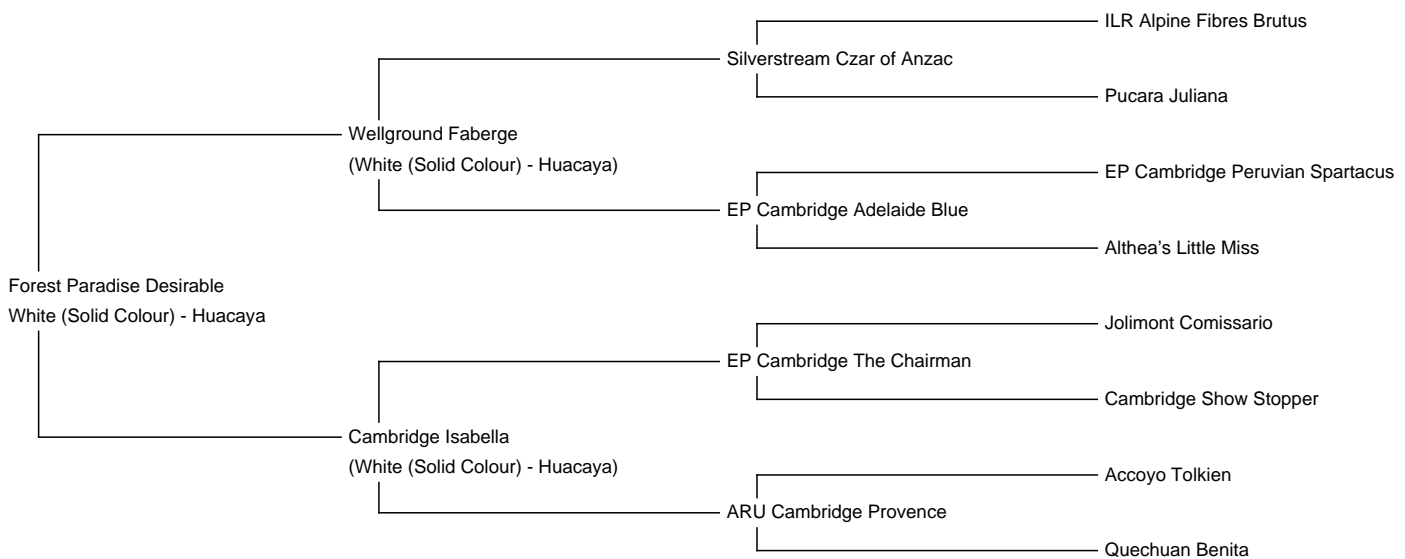 ILR Alpine Fibres Brutus
Silverstream Czar of Anzac
Pucara Juliana
Wellground Faberge
(White (Solid Colour) - Huacaya)
EP Cambridge Peruvian Spartacus
EP Cambridge Adelaide Blue
Althea's Little Miss
Forest Paradise Desirable
White (Solid Colour) - Huacaya
Jolimont Comissario
EP Cambridge The Chairman
Cambridge Show Stopper
Cambridge Isabella
(White (Solid Colour) - Huacaya)
Accoyo Tolkien
ARU Cambridge Provence
Quechuan Benita